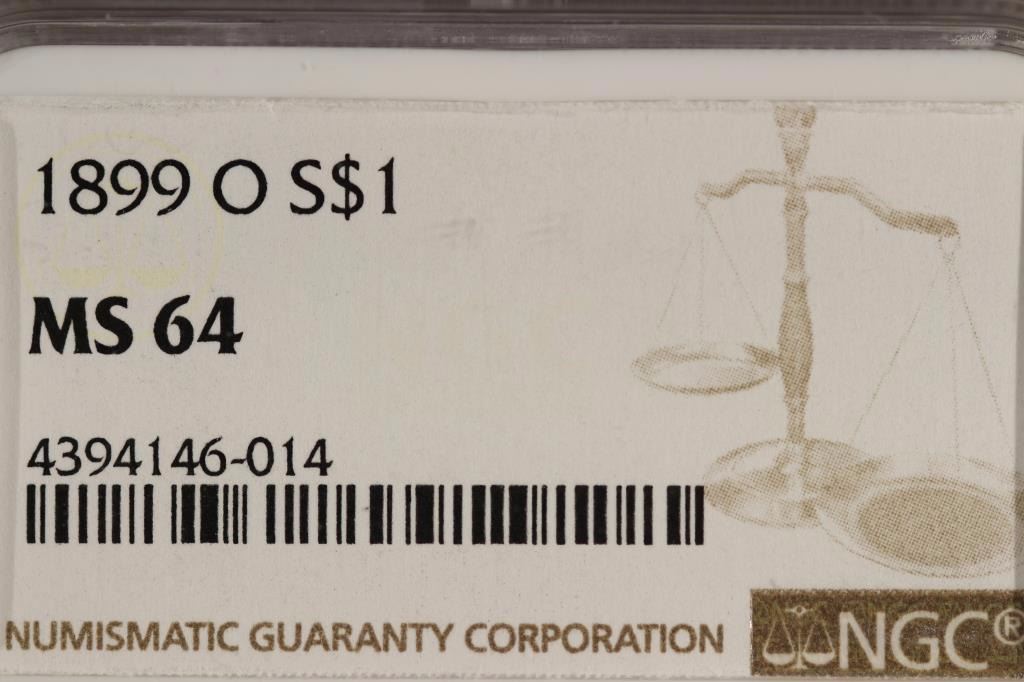 1899 O S$1
MS 64
4394146-014
NUMISMATIC GUARANTY CORPORATION
NGC®